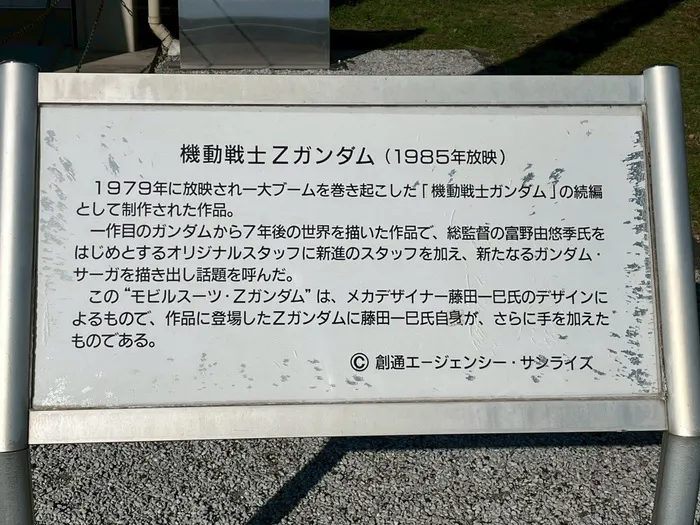 機動戦士Zガンダム（1985年放映）
1979年に放映され一大ブームを巻き起こした「機動戦士ガンダム」の続編
として制作された作品。
一作目のガンダムから7年後の世界を描いた作品で、総監督の富野由悠季氏を
はじめとするオリジナルスタッフに新進のスタッフを加え、新たなるガンダム・
サーガを描き出し話題を呼んだ。
この“モビルスーツ・Zガンダム”は、メカデザイナー藤田一巳氏のデザインに
よるもので、作品に登場したZガンダムに藤田一巳氏自身が、さらに手を加えた
ものである。
Ⓒ 創通エージェンシー・サンライズ